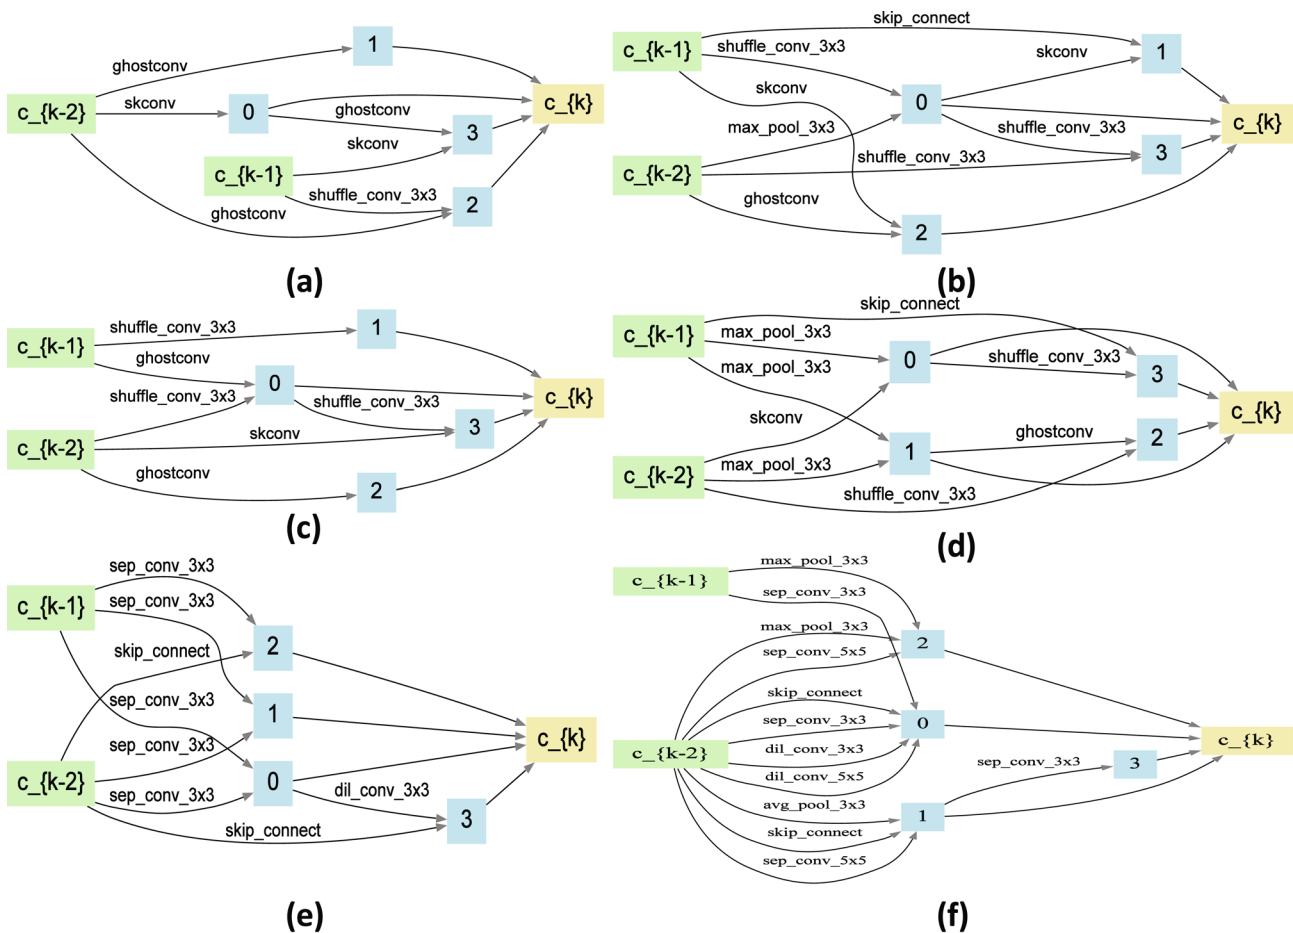 ghostconv
1
c_{k-2}
skconv
0
ghostconv
c_{k}
skconv
3
c_{k-1}
shuffle_conv_3x3
ghostconv
2
(a)
skip_connect
c_{k-1}
shuffle_conv_3x3
skconv
1
skconv
0
max_pool_3x3
shuffle_conv_3x3
c_{k}
c_{k-2}
shuffle_conv_3x3
3
ghostconv
2
(b)
c_{k-1}
shuffle_conv_3x3
1
ghostconv
0
shuffle_conv_3x3
shuffle_conv_3x3
c_{k}
c_{k-2}
skconv
3
ghostconv
2
(c)
skip_connect
c_{k-1}
max_pool_3x3
0
shuffle_conv_3x3
max_pool_3x3
3
skconv
c_{k}
ghostconv
2
1
c_{k-2}
max_pool_3x3
shuffle_conv_3x3
(d)
sep_conv_3x3
c_{k-1}
sep_conv_3x3
skip_connect
2
sep_conv_3x3
1
c_{k}
sep_conv_3x3
c_{k-2}
sep_conv_3x3
0
dil_conv_3x3
skip_connect
3
(e)
max_pool_3x3
c_{k-1}
sep_conv_3x3
max_pool_3x3
2
sep_conv_5x5
skip_connect
sep_conv_3x3
0
c_{k-2}
dil_conv_3x3
c_{k}
dil_conv_5x5
sep_conv_3x3
3
avg_pool_3x3
1
skip_connect
sep_conv_5x5
(f)